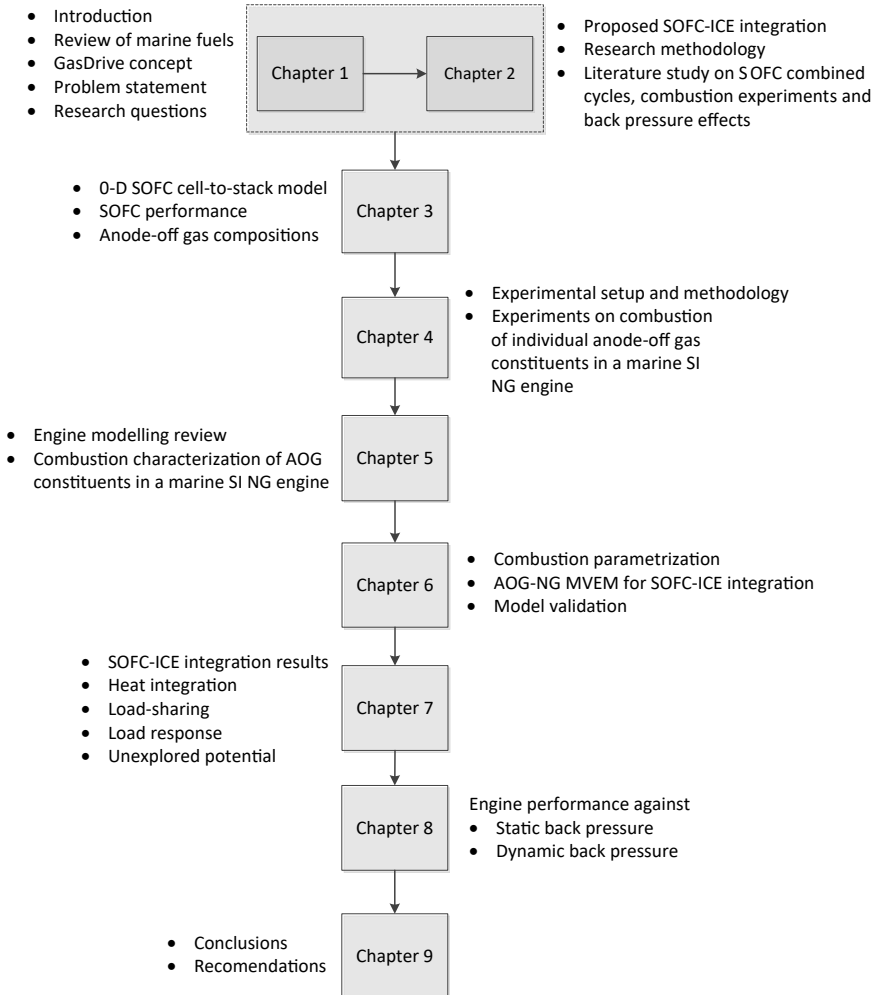 • Introduction
• Review of marine fuels
• GasDrive concept
• Problem statement
• Research questions
Chapter 1
Chapter 2
• Proposed SOFC-ICE integration
• Research methodology
• Literature study on SOFC combined
cycles, combustion experiments and
back pressure effects
• 0-D SOFC cell-to-stack model
• SOFC performance
• Anode-off gas compositions
Chapter 3
Chapter 4
• Experimental setup and methodology
• Experiments on combustion
of individual anode-off gas
constituents in a marine SI
NG engine
• Engine modelling review
• Combustion characterization of AOG
constituents in a marine SI NG engine
Chapter 5
Chapter 6
• Combustion parametrization
• AOG-NG MVEM for SOFC-ICE integration
• Model validation
• SOFC-ICE integration results
• Heat integration
• Load-sharing
• Load response
• Unexplored potential
Chapter 7
Chapter 8
Engine performance against
• Static back pressure
• Dynamic back pressure
• Conclusions
• Recomendations
Chapter 9